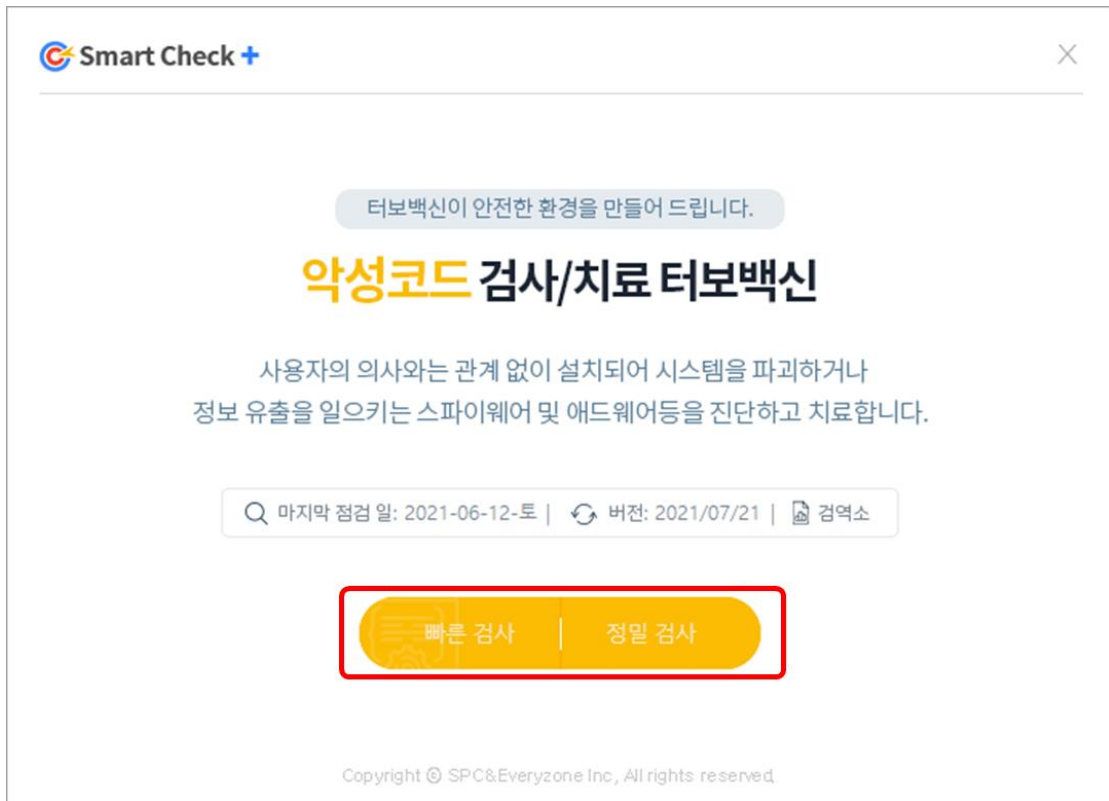 Smart Check +
터보백신이 안전한 환경을 만들어 드립니다.
악성코드 검사/치료 터보백신
사용자의 의사와는 관계 없이 설치되어 시스템을 파괴하거나
정보 유출을 일으키는 스파이웨어 및 애드웨어등을 진단하고 치료합니다.
마지막 점검 일: 2021-06-12-토 | 버전: 2021/07/21 | 검역소
빠른 검사 | 정밀 검사
Copyright ⓒ SPC&Everyzone Inc, All rights reserved.